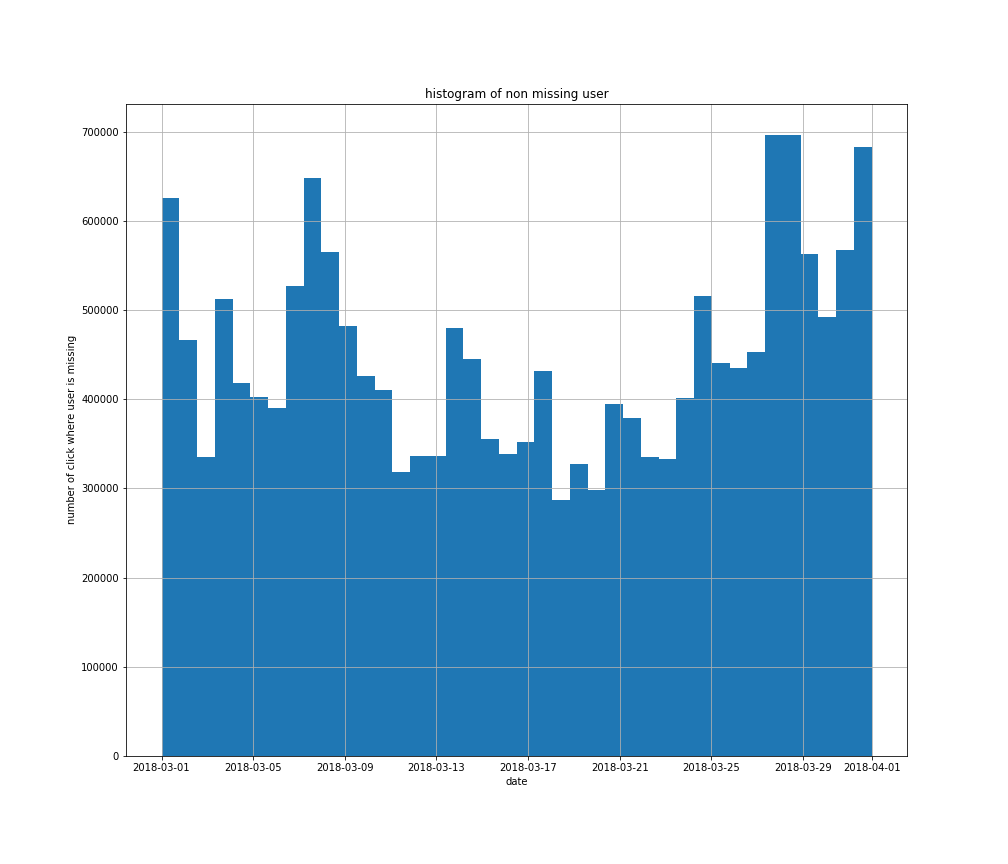 histogram of non missing user
700000
600000
500000
400000
300000
200000
100000
0
number of click where user is missing
2018-03-01 2018-03-05 2018-03-09 2018-03-13 2018-03-17 2018-03-21 2018-03-25 2018-03-29 2018-04-01
date